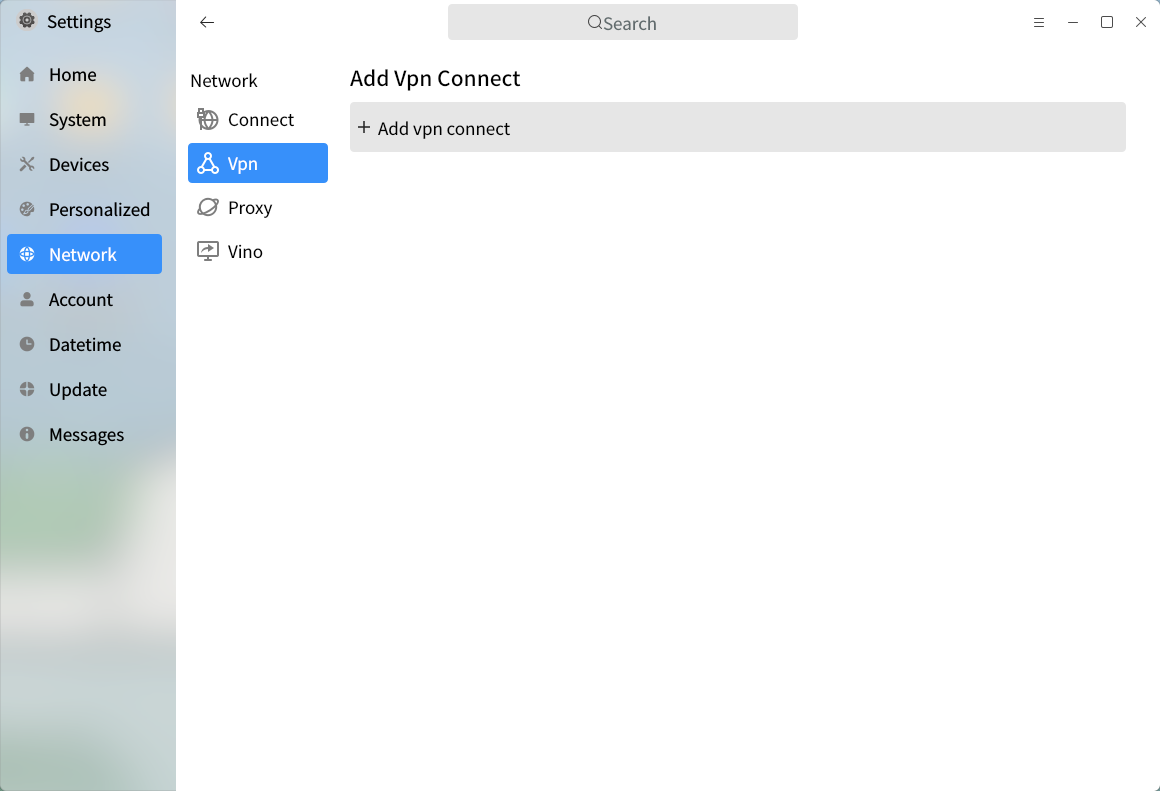 Settings
Search
Home
System
Devices
Personalized
Network
Account
Datetime
Update
Messages
Network
Connect
Vpn
Proxy
Vino
Add Vpn Connect
Add vpn connect